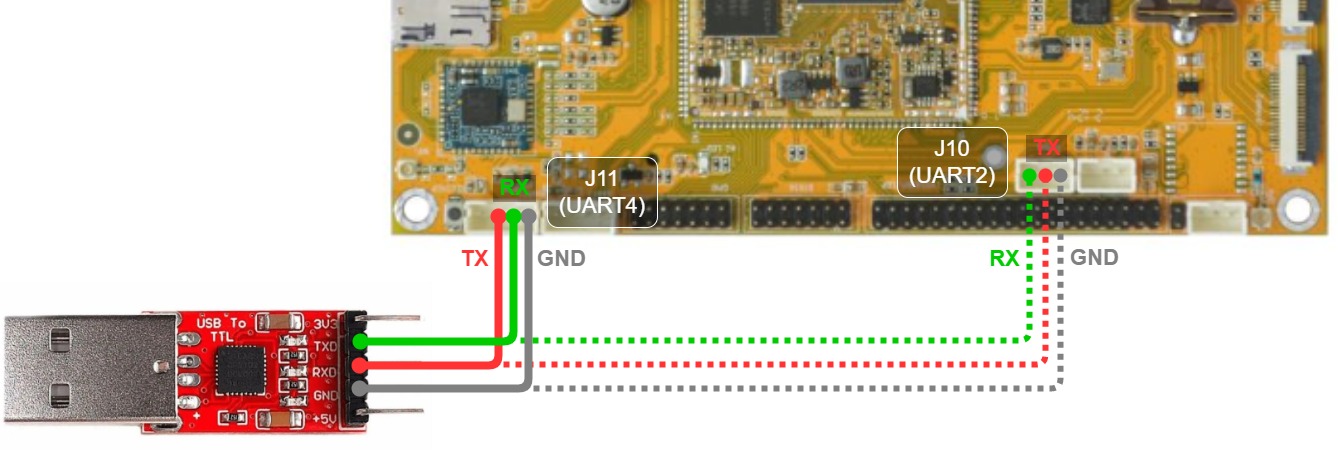 TX
J10
(UART2)
RX
J11
(UART4)
TX
GND
RX
GND
USB To
TTL
3V3
TXD
RXD
GND
+
+5V